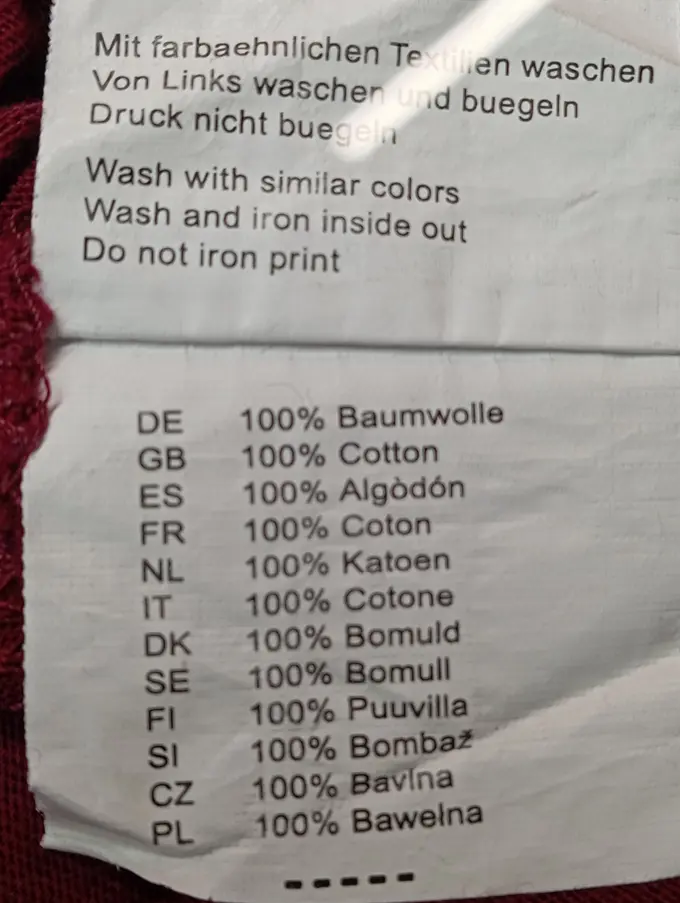 Mit farbaehnlichen Textilien waschen
Von Links waschen und buegeln
Druck nicht buegeln
Wash with similar colors
Wash and iron inside out
Do not iron print
DE 100% Baumwolle
GB 100% Cotton
ES 100% Algòdón
FR 100% Coton
NL 100% Katoen
IT 100% Cotone
DK 100% Bomuld
SE 100% Bomull
FI 100% Puuvilla
SI 100% Bombaž
CZ 100% Bavlna
PL 100% Bawełna